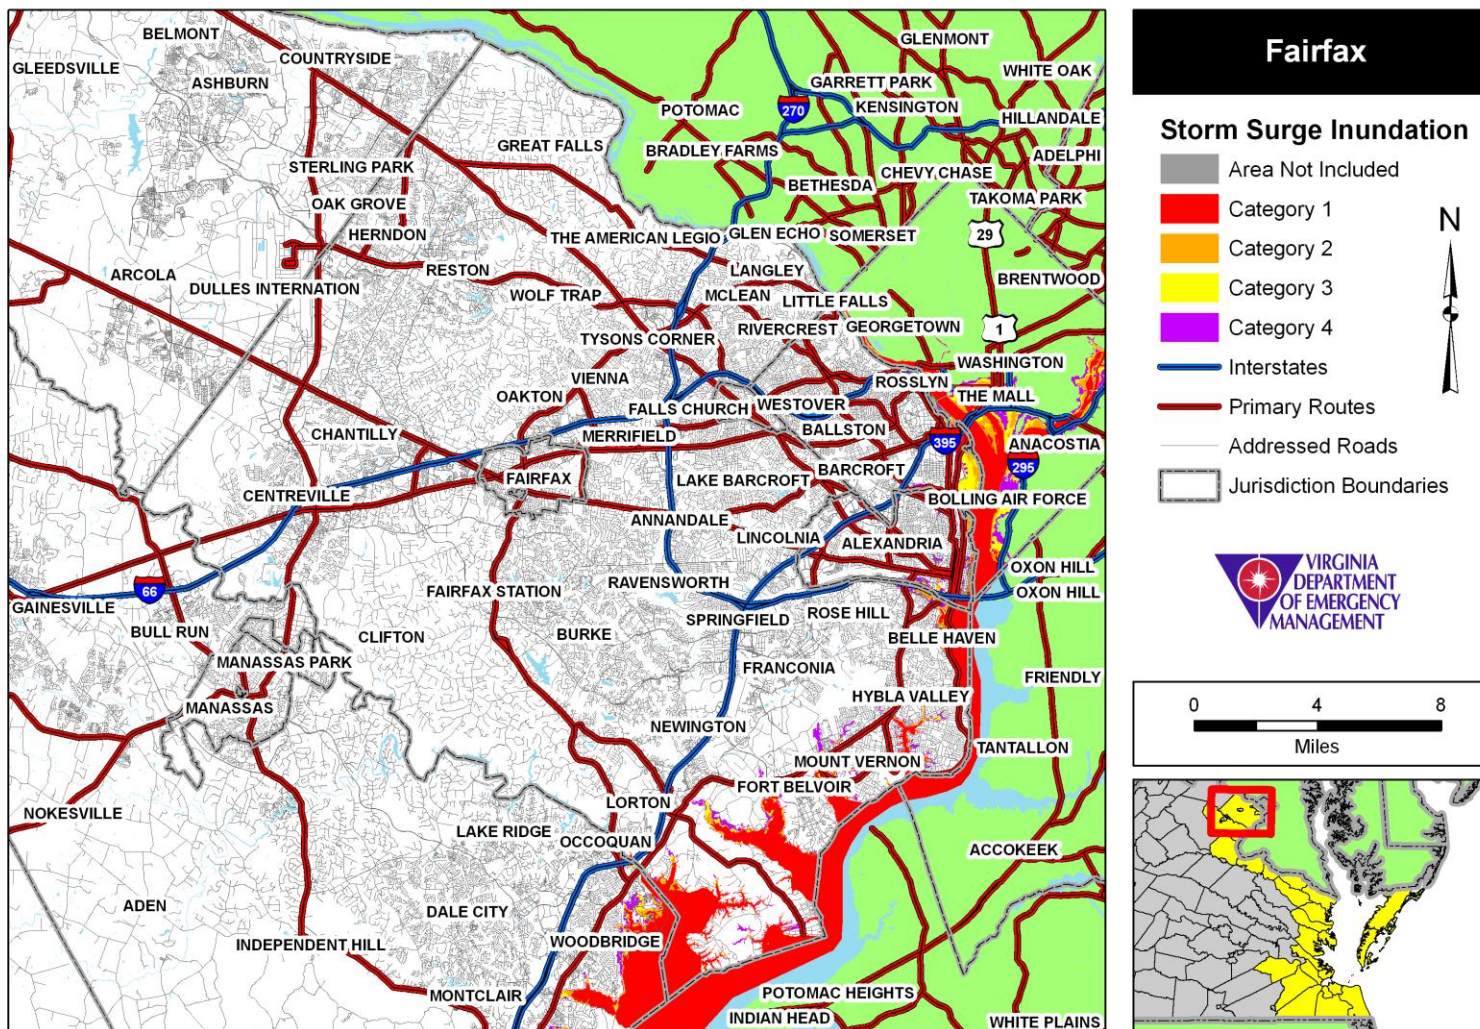 BELMONT
GLEEDSVILLE
COUNTRYSIDE
ASHBURN
GLENMONT
WHITE OAK
GARRETT PARK
POTOMAC
KENSINGTON
270
HILLANDALE
GREAT FALLS
BRADLEY FARMS
ADELPHI
STERLING PARK
CHEVY CHASE
BETHESDA
TAKOMA PARK
OAK GROVE
HERNDON
THE AMERICAN LEGIO
GLEN ECHO
SOMERSET
29
ARCOLA
RESTON
LANGLEY
BRENTWOOD
DULLES INTERNATION
WOLF TRAP
MCLEAN
LITTLE FALLS
RIVERCREST
GEORGETOWN
1
TYSONS CORNER
WASHINGTON
VIENNA
ROSSLYN
OAKTON
THE MALL
FALLS CHURCH
WESTOVER
CHANTILLY
MERRIFIELD
BALLSTON
395
ANACOSTIA
295
BARCROFT
FAIRFAX
LAKE BARCROFT
CENTREVILLE
BOLLING AIR FORCE
ANNANDALE
LINCOLNIA
ALEXANDRIA
OXON HILL
RAVENSWORTH
66
FAIRFAX STATION
OXON HILL
GAINESVILLE
SPRINGFIELD
ROSE HILL
BULL RUN
CLIFTON
BURKE
BELLE HAVEN
MANASSAS PARK
FRANCONIA
FRIENDLY
MANASSAS
HYBLA VALLEY
NEWINGTON
TANTALLON
MOUNT VERNON
FORT BELVOIR
NOKESVILLE
LORTON
LAKE RIDGE
OCCOQUAN
ACCOKEEK
ADEN
DALE CITY
INDEPENDENT HILL
WOODBRIDGE
MONTCLAIR
POTOMAC HEIGHTS
INDIAN HEAD
WHITE PLAINS
Fairfax
Storm Surge Inundation
Area Not Included
Category 1
Category 2
Category 3
Category 4
Interstates
Primary Routes
Addressed Roads
Jurisdiction Boundaries
N
VIRGINIA
DEPARTMENT
OF EMERGENCY
MANAGEMENT
0 4 8
Miles